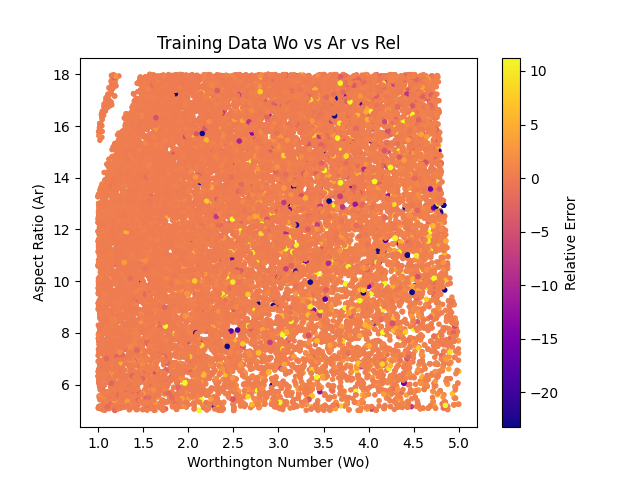 Training Data Wo vs Ar vs Rel
18
16
14
12
10
8
6
Aspect Ratio (Ar)
1.0 1.5 2.0 2.5 3.0 3.5 4.0 4.5 5.0
Worthington Number (Wo)
10
5
0
−5
−10
−15
−20
Relative Error